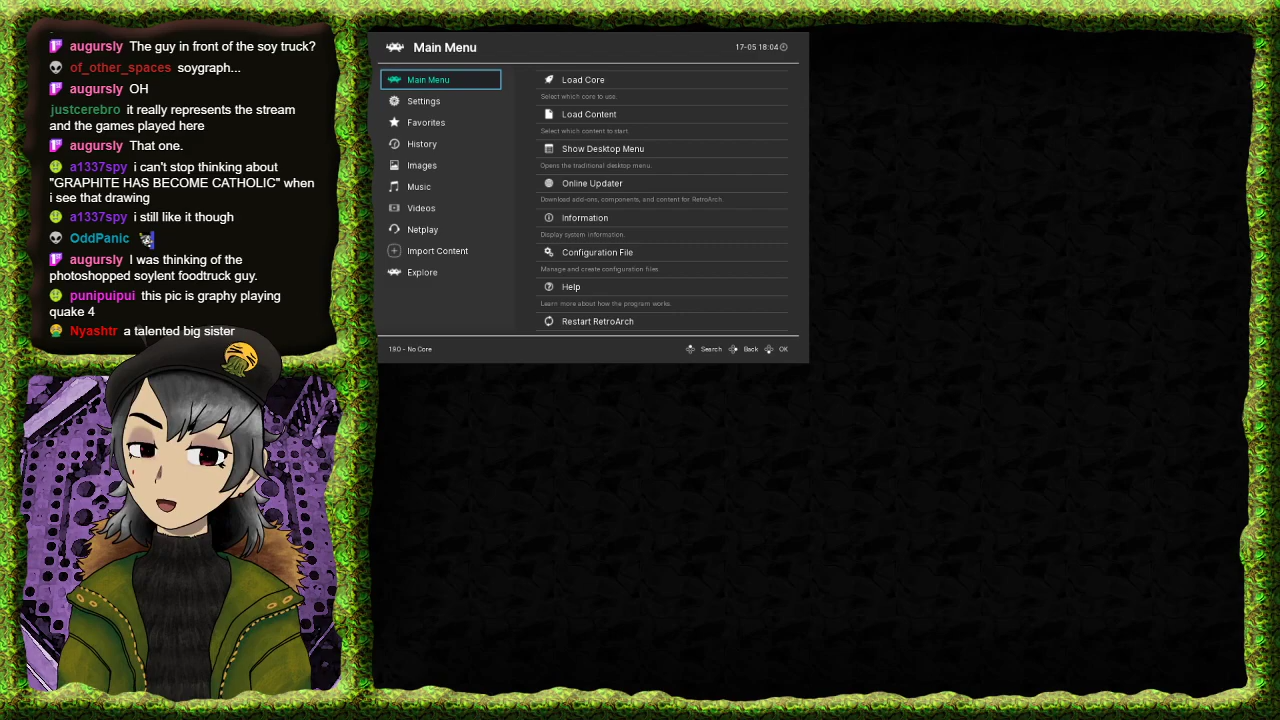 augursly The guy in front of the soy truck?
of_other_spaces soygraph...
augursly OH
justcerebro it really represents the stream
and the games played here
augursly That one.
a1337spy i can't stop thinking about
"GRAPHITE HAS BECOME CATHOLIC" when
i see that drawing
a1337spy i still like it though
OddPanic
augursly I was thinking of the
photoshopped soylent foodtruck guy.
punipuipui this pic is graphy playing
quake 4
Nyashtr a talented big sister
Main Menu
17-05 18:04
Main Menu
Settings
Favorites
History
Images
Music
Videos
Netplay
Import Content
Explore
Load Core
Select which core to use.
Load Content
Select which content to start.
Show Desktop Menu
Opens the traditional desktop menu.
Online Updater
Download add-ons, components, and content for RetroArch.
Information
Display system information.
Configuration File
Manage and create configuration files
Help
Learn more about how the program works.
Restart RetroArch
1.9.0 - No Core
Search Back OK